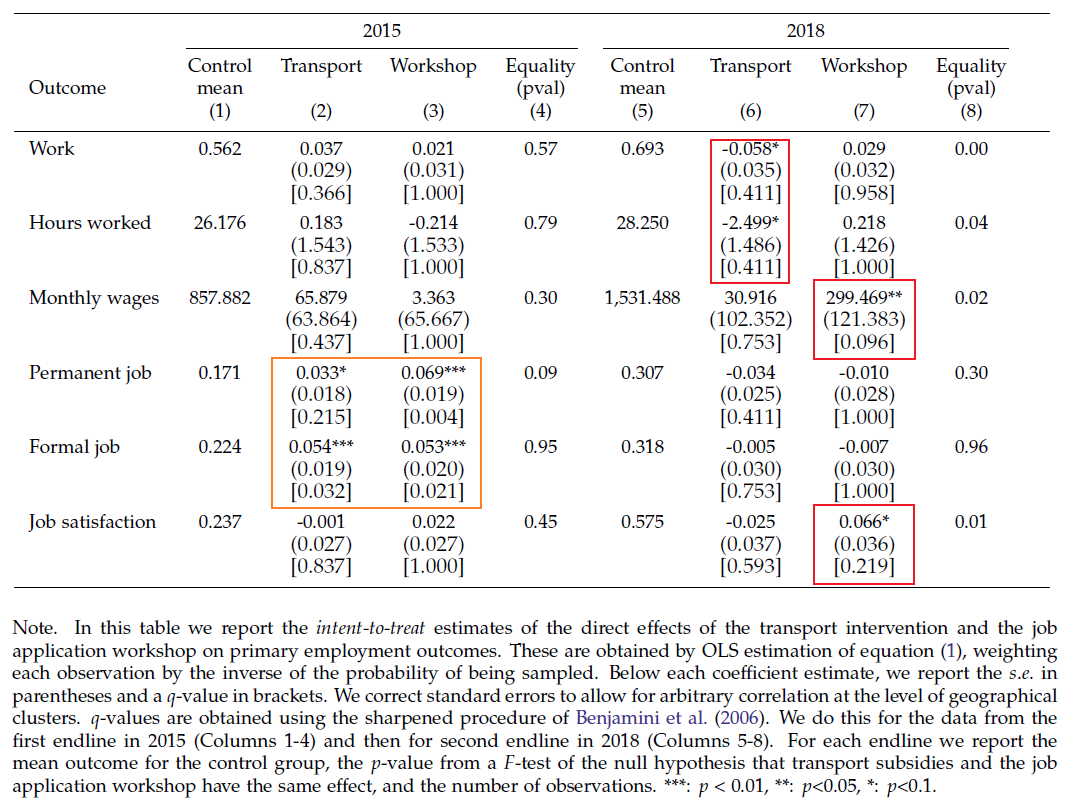 2015 2018
Control Transport Workshop Equality Control Transport Workshop Equality
Outcome mean (pval) mean (pval)
(1) (2) (3) (4) (5) (6) (7) (8)
Work 0.562 0.037 0.021 0.57 0.693 -0.058* 0.029 0.00
(0.029) (0.031) (0.035) (0.032)
[0.366] [1.000] [0.411] [0.958]
Hours worked 26.176 0.183 -0.214 0.79 28.250 -2.499* 0.218 0.04
(1.543) (1.533) (1.486) (1.426)
[0.837] [1.000] [0.411] [1.000]
Monthly wages 857.882 65.879 3.363 0.30 1,531.488 30.916 299.469** 0.02
(63.864) (65.667) (102.352) (121.383)
[0.437] [1.000] [0.753] [0.096]
Permanent job 0.171 0.033* 0.069*** 0.09 0.307 -0.034 -0.010 0.30
(0.018) (0.019) (0.025) (0.028)
[0.215] [0.004] [0.411] [1.000]
Formal job 0.224 0.054*** 0.053*** 0.95 0.318 -0.005 -0.007 0.96
(0.019) (0.020) (0.030) (0.030)
[0.032] [0.021] [0.753] [1.000]
Job satisfaction 0.237 -0.001 0.022 0.45 0.575 -0.025 0.066* 0.01
(0.027) (0.027) (0.037) (0.036)
[0.837] [1.000] [0.593] [0.219]
Note. In this table we report the intent-to-treat estimates of the direct effects of the transport intervention and the job
application workshop on primary employment outcomes. These are obtained by OLS estimation of equation (1), weighting
each observation by the inverse of the probability of being sampled. Below each coefficient estimate, we report the s.e. in
parentheses and a q-value in brackets. We correct standard errors to allow for arbitrary correlation at the level of geographical
clusters. q-values are obtained using the sharpened procedure of Benjamini et al. (2006). We do this for the data from the
first endline in 2015 (Columns 1-4) and then for second endline in 2018 (Columns 5-8). For each endline we report the
mean outcome for the control group, the p-value from a F-test of the null hypothesis that transport subsidies and the job
application workshop have the same effect, and the number of observations. ***: p < 0.01, **: p<0.05, *: p<0.1.